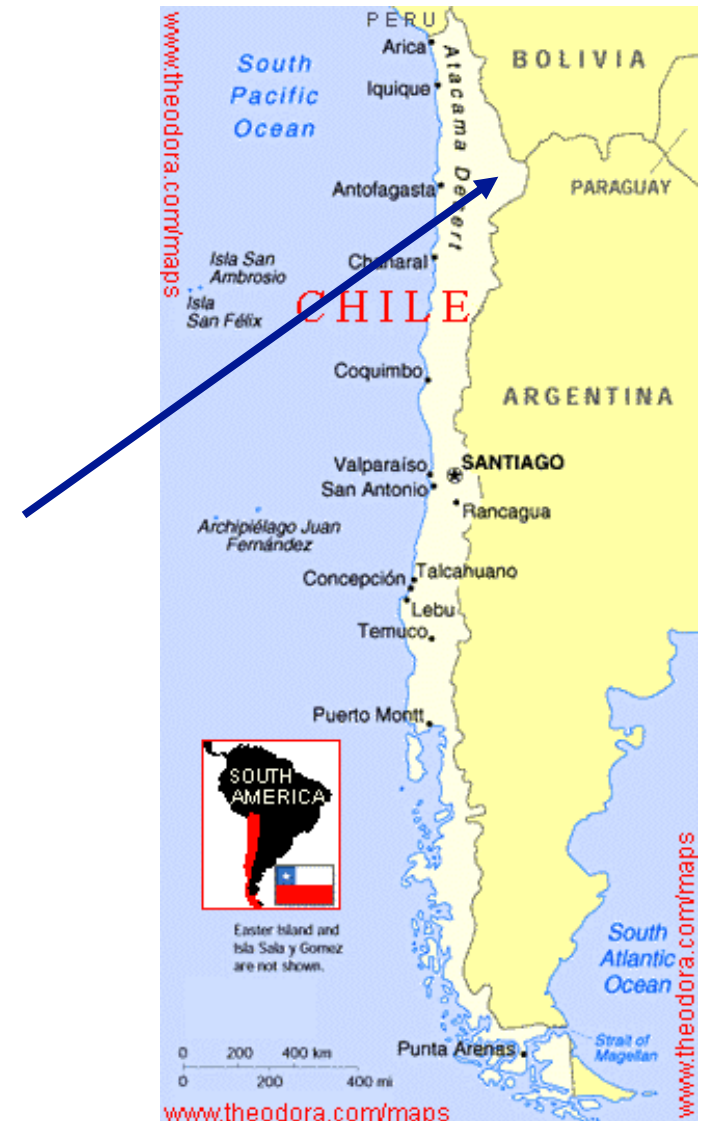 PERU
www.theodora.com/maps
Arica
BOLIVIA
South
Pacific
Ocean
Iquique
Atacama Desert
Antofagasta
PARAGUAY
Isla San
Ambrosio
Chanaral
Isla
San Félix
CHILE
Coquimbo
ARGENTINA
Valparaíso
SANTIAGO
San Antonio
Rancagua
Archipiélago Juan
Fernández
Concepción
Talcahuano
Lebu
Temuco
Puerto Montt
SOUTH
AMERICA
Easter Island and
Isla Sala y Gomez
are not shown.
South
Atlantic
Ocean
www.theodora.com/maps
Strait of
Magellan
Punta Arenas
0 200 400 km
0 200 400 mi
www.theodora.com/maps